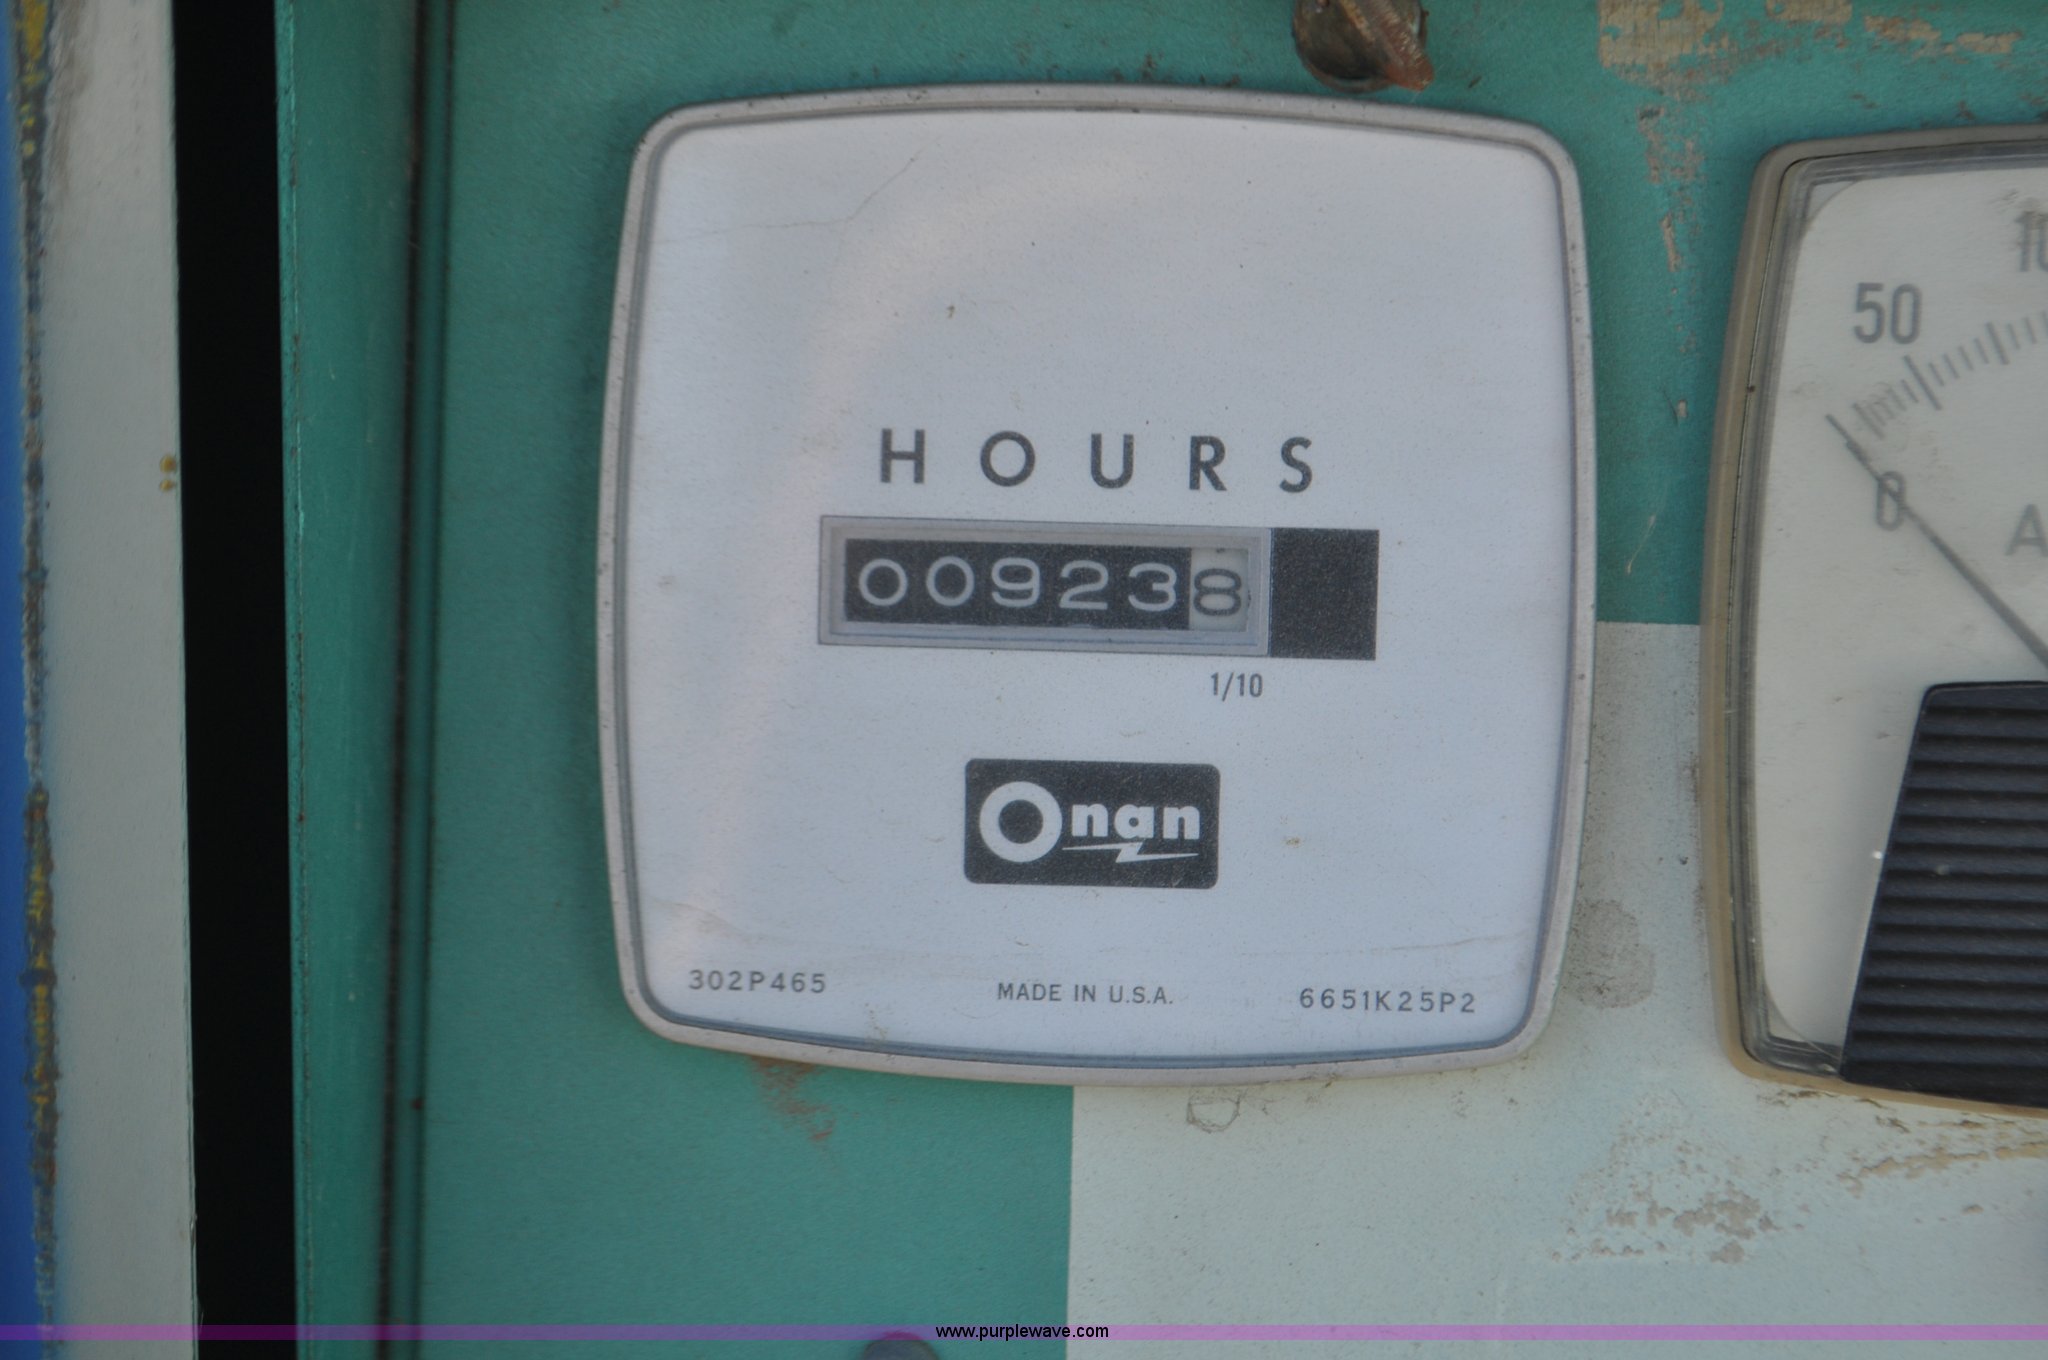 HOURS
009238
1/10
Onan
302P465 MADE IN U.S.A. 6651K25P2
50
0
A
www.purplewave.com